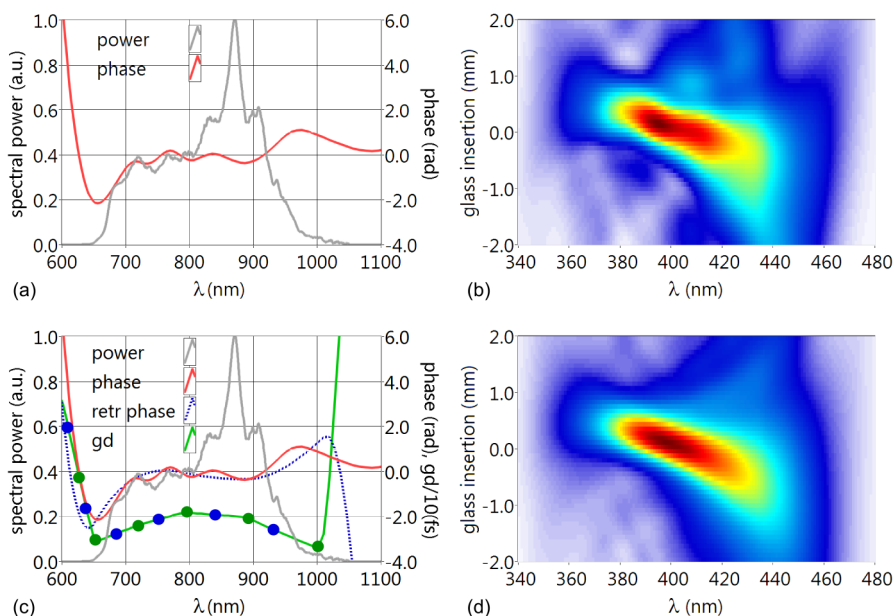 1.0 6.0 2.0
power
0.8 4.0
phase
1.0
0.6 2.0
0.4 0.0 0.0
0.2 -2.0 -1.0
0.0 -4.0 -2.0
spectral power (a.u.)
phase (rad)
glass insertion (mm)
600 700 800 900 1000 1100 340 360 380 400 420 440 460 480
(a) λ (nm) (b) λ (nm)
1.0 6.0 2.0
power
0.8 4.0
phase
1.0
0.6 retr phase 2.0
gd
0.4 0.0 0.0
0.2 -2.0 -1.0
0.0 -4.0 -2.0
spectral power (a.u.)
phase (rad), gd/10(fs)
glass insertion (mm)
600 700 800 900 1000 1100 340 360 380 400 420 440 460 480
(c) λ (nm) (d) λ (nm)